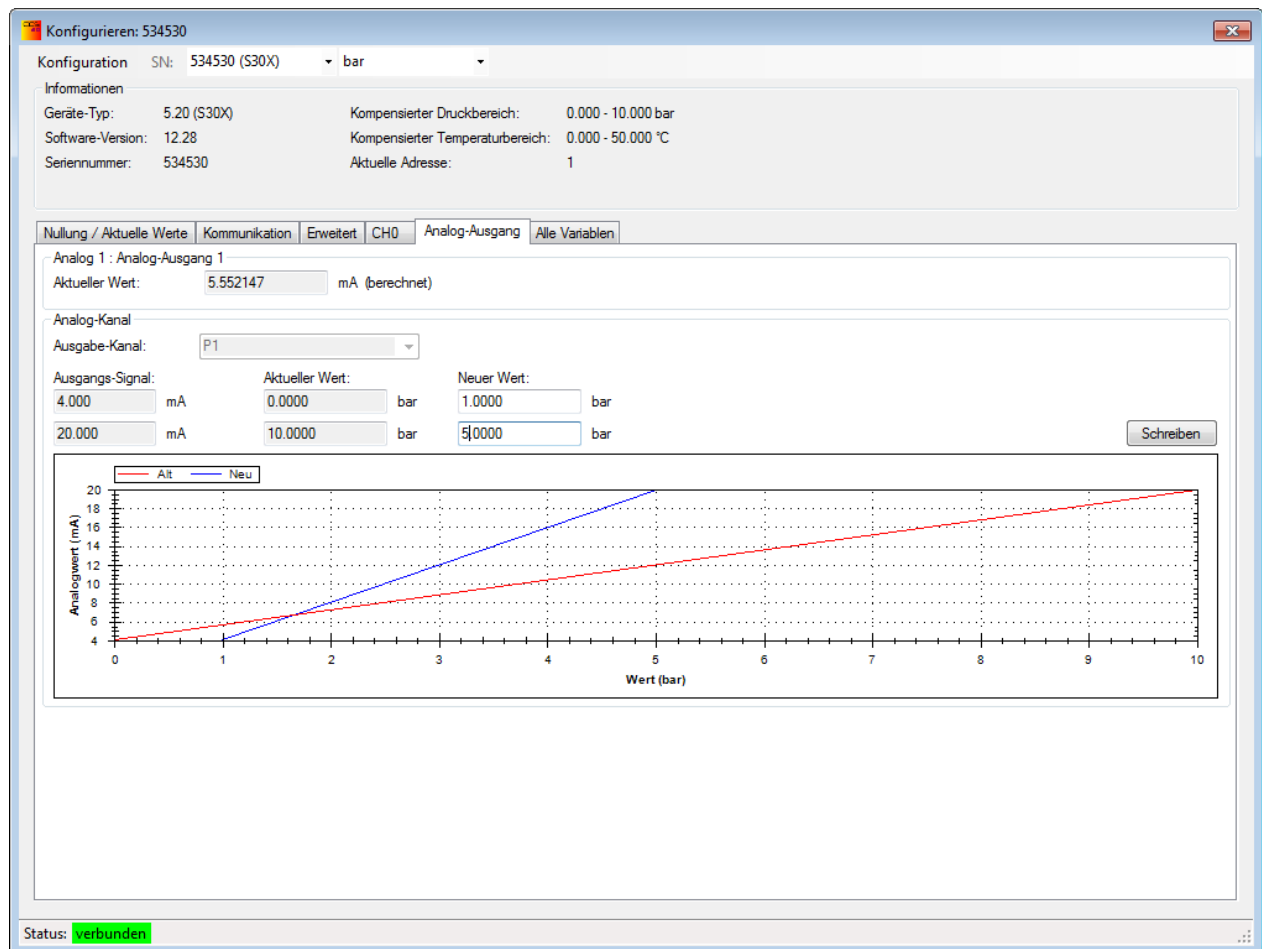 Konfigurieren: 534530
Konfiguration SN: 534530 (S30X) bar
Informationen
Geräte-Typ: 5.20 (S30X) Kompensierter Druckbereich: 0.000 - 10.000 bar
Software-Version: 12.28 Kompensierter Temperaturbereich: 0.000 - 50.000 °C
Seriennummer: 534530 Aktuelle Adresse: 1
Nullung / Aktuelle Werte Kommunikation Erweitert CH0 Analog-Ausgang Alle Variablen
Analog 1 : Analog-Ausgang 1
Aktueller Wert: 5.552147 mA (berechnet)
Analog-Kanal
Ausgabe-Kanal: P1
Ausgangs-Signal: Aktueller Wert: Neuer Wert:
4.000 mA 0.0000 bar 1.0000 bar
20.000 mA 10.0000 bar 5.0000 bar Schreiben
Alt Neu
20
18
16
14
12
10
8
6
4
Analogwert (mA)
0 1 2 3 4 5 6 7 8 9 10
Wert (bar)
Status: verbunden